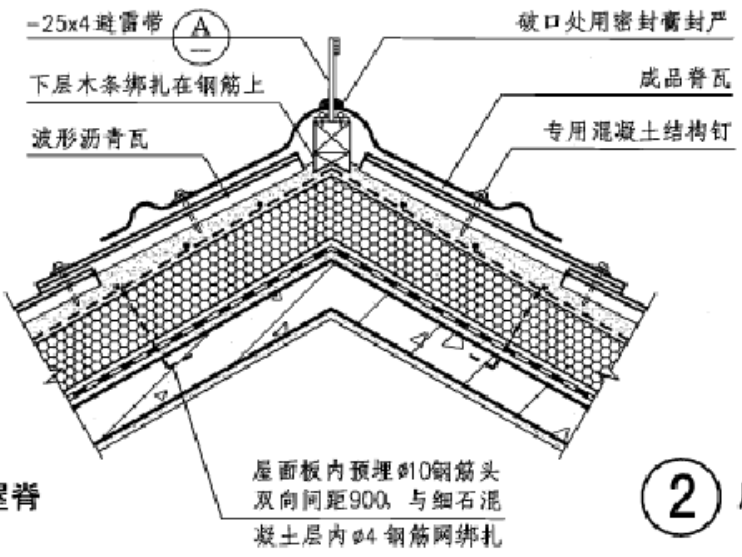 -25x4避雷带
A
破口处用密封膏封严
下层木条绑扎在钢筋上
成品脊瓦
波形沥青瓦
专用混凝土结构钉
屋面板内预埋ø10钢筋头
双向间距900, 与细石混
凝土层内ø4钢筋网绑扎
脊
2